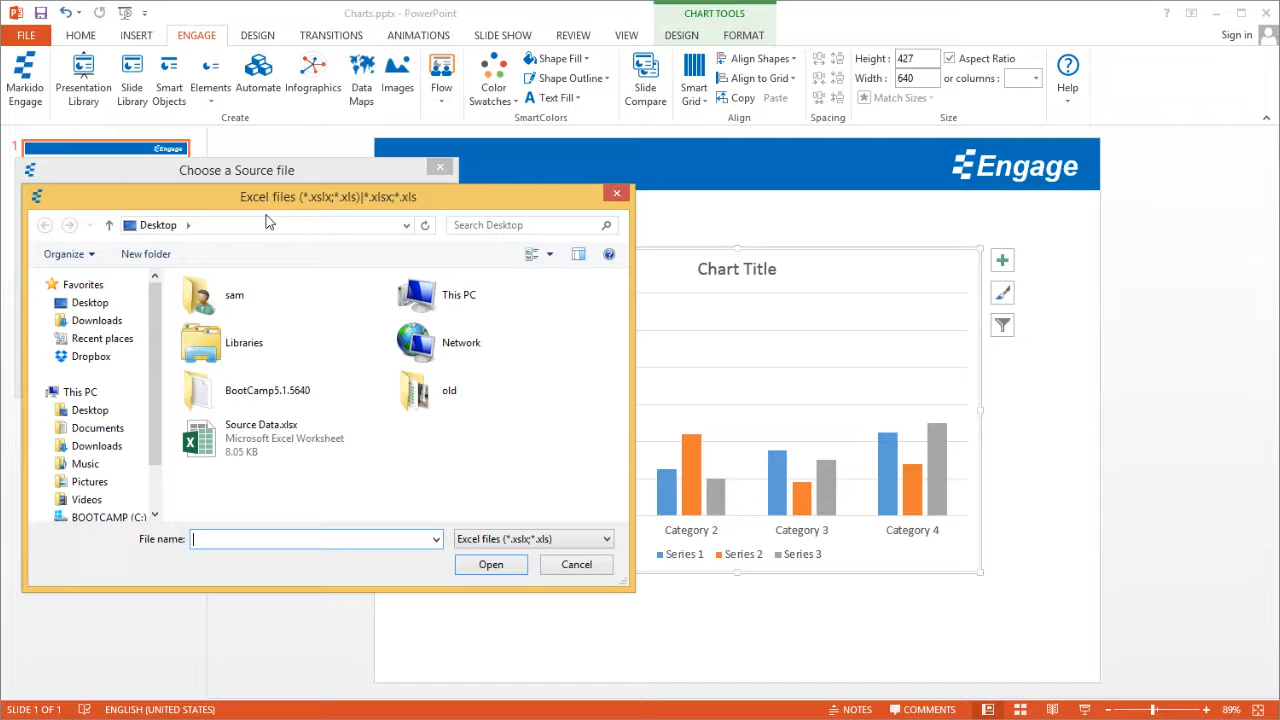 Charts.pptx - PowerPoint
CHART TOOLS
FILE
HOME
INSERT
ENGAGE
DESIGN
TRANSITIONS
ANIMATIONS
SLIDE SHOW
REVIEW
VIEW
DESIGN
FORMAT
Sign in
Markido Engage
Presentation Library
Slide Library
Smart Objects
Elements
Automate
Infographics
Data Maps
Images
Flow
Color Swatches
Shape Fill
Shape Outline
Text Fill
Slide Compare
Smart Grid
Align Shapes
Align to Grid
Copy
Paste
Height: 427
Width: 640
Match Sizes
Aspect Ratio
or columns:
Help
Create
SmartColors
Align
Spacing
Size
1
Engage
Engage
Choose a Source file
Excel files (*.xslx;*.xls)|*.xlsx;*.xls
Desktop
Search Desktop
Organize
New folder
Favorites
Desktop
Downloads
Recent places
Dropbox
This PC
Desktop
Documents
Downloads
Music
Pictures
Videos
BOOTCAMP (C:)
sam
This PC
Libraries
Network
BootCamp5.1.5640
old
Source Data.xlsx
Microsoft Excel Worksheet
8.05 KB
File name:
Excel files (*.xslx;*.xls)
Open
Cancel
Chart Title
Category 2
Category 3
Category 4
Series 1
Series 2
Series 3
SLIDE 1 OF 1
ENGLISH (UNITED STATES)
NOTES
COMMENTS
89%